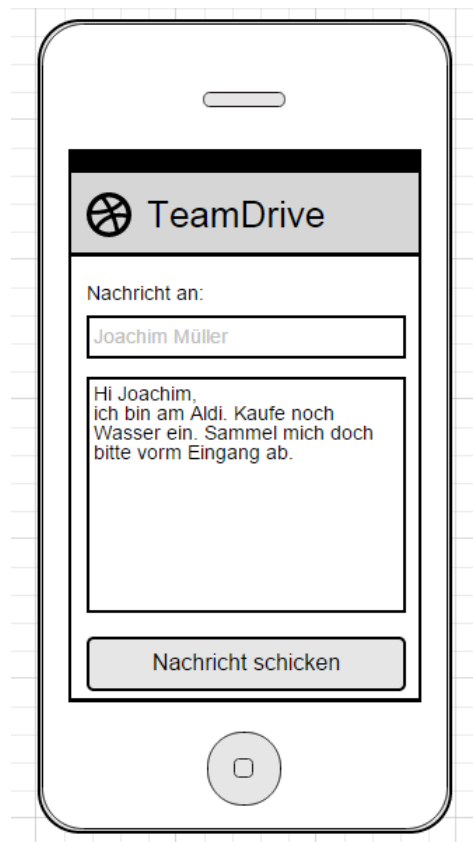 TeamDrive
Nachricht an:
Joachim Müller
Hi Joachim,
ich bin am Aldi. Kaufe noch
Wasser ein. Sammel mich doch
bitte vorm Eingang ab.
Nachricht schicken